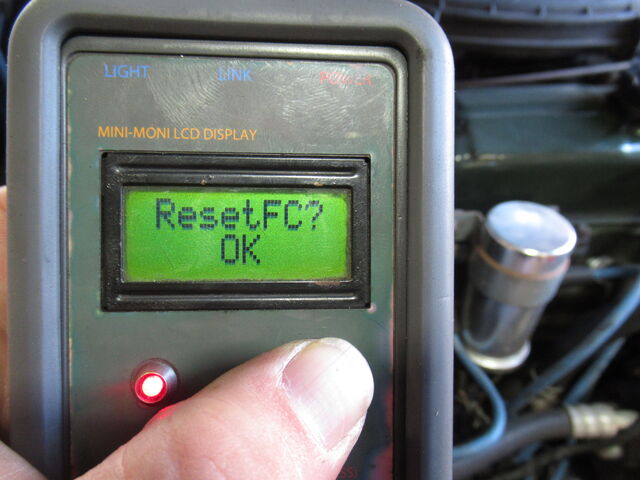 LIGHT LINK
MINI-MONI LCD DISPLAY
ResetFC?
OK